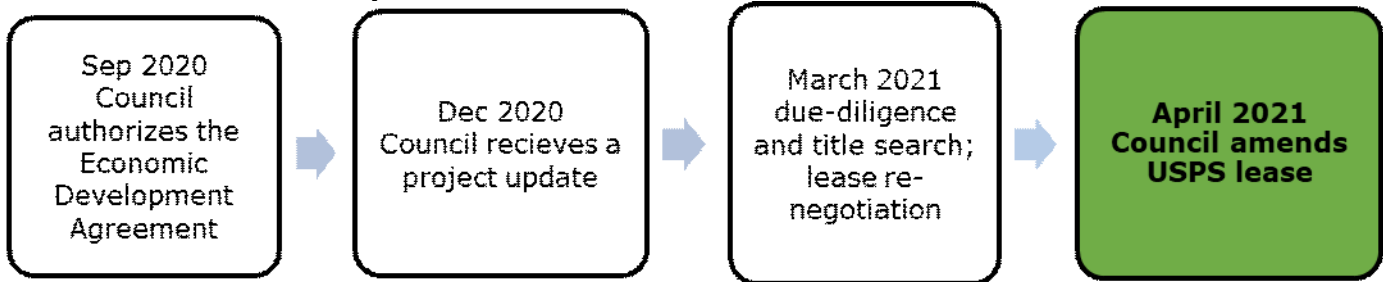 Sep 2020
Council
authorizes the
Economic
Development
Agreement
Dec 2020
Council recieves a
project update
March 2021
due-diligence
and title search;
lease re-
negotiation
April 2021
Council amends
USPS lease